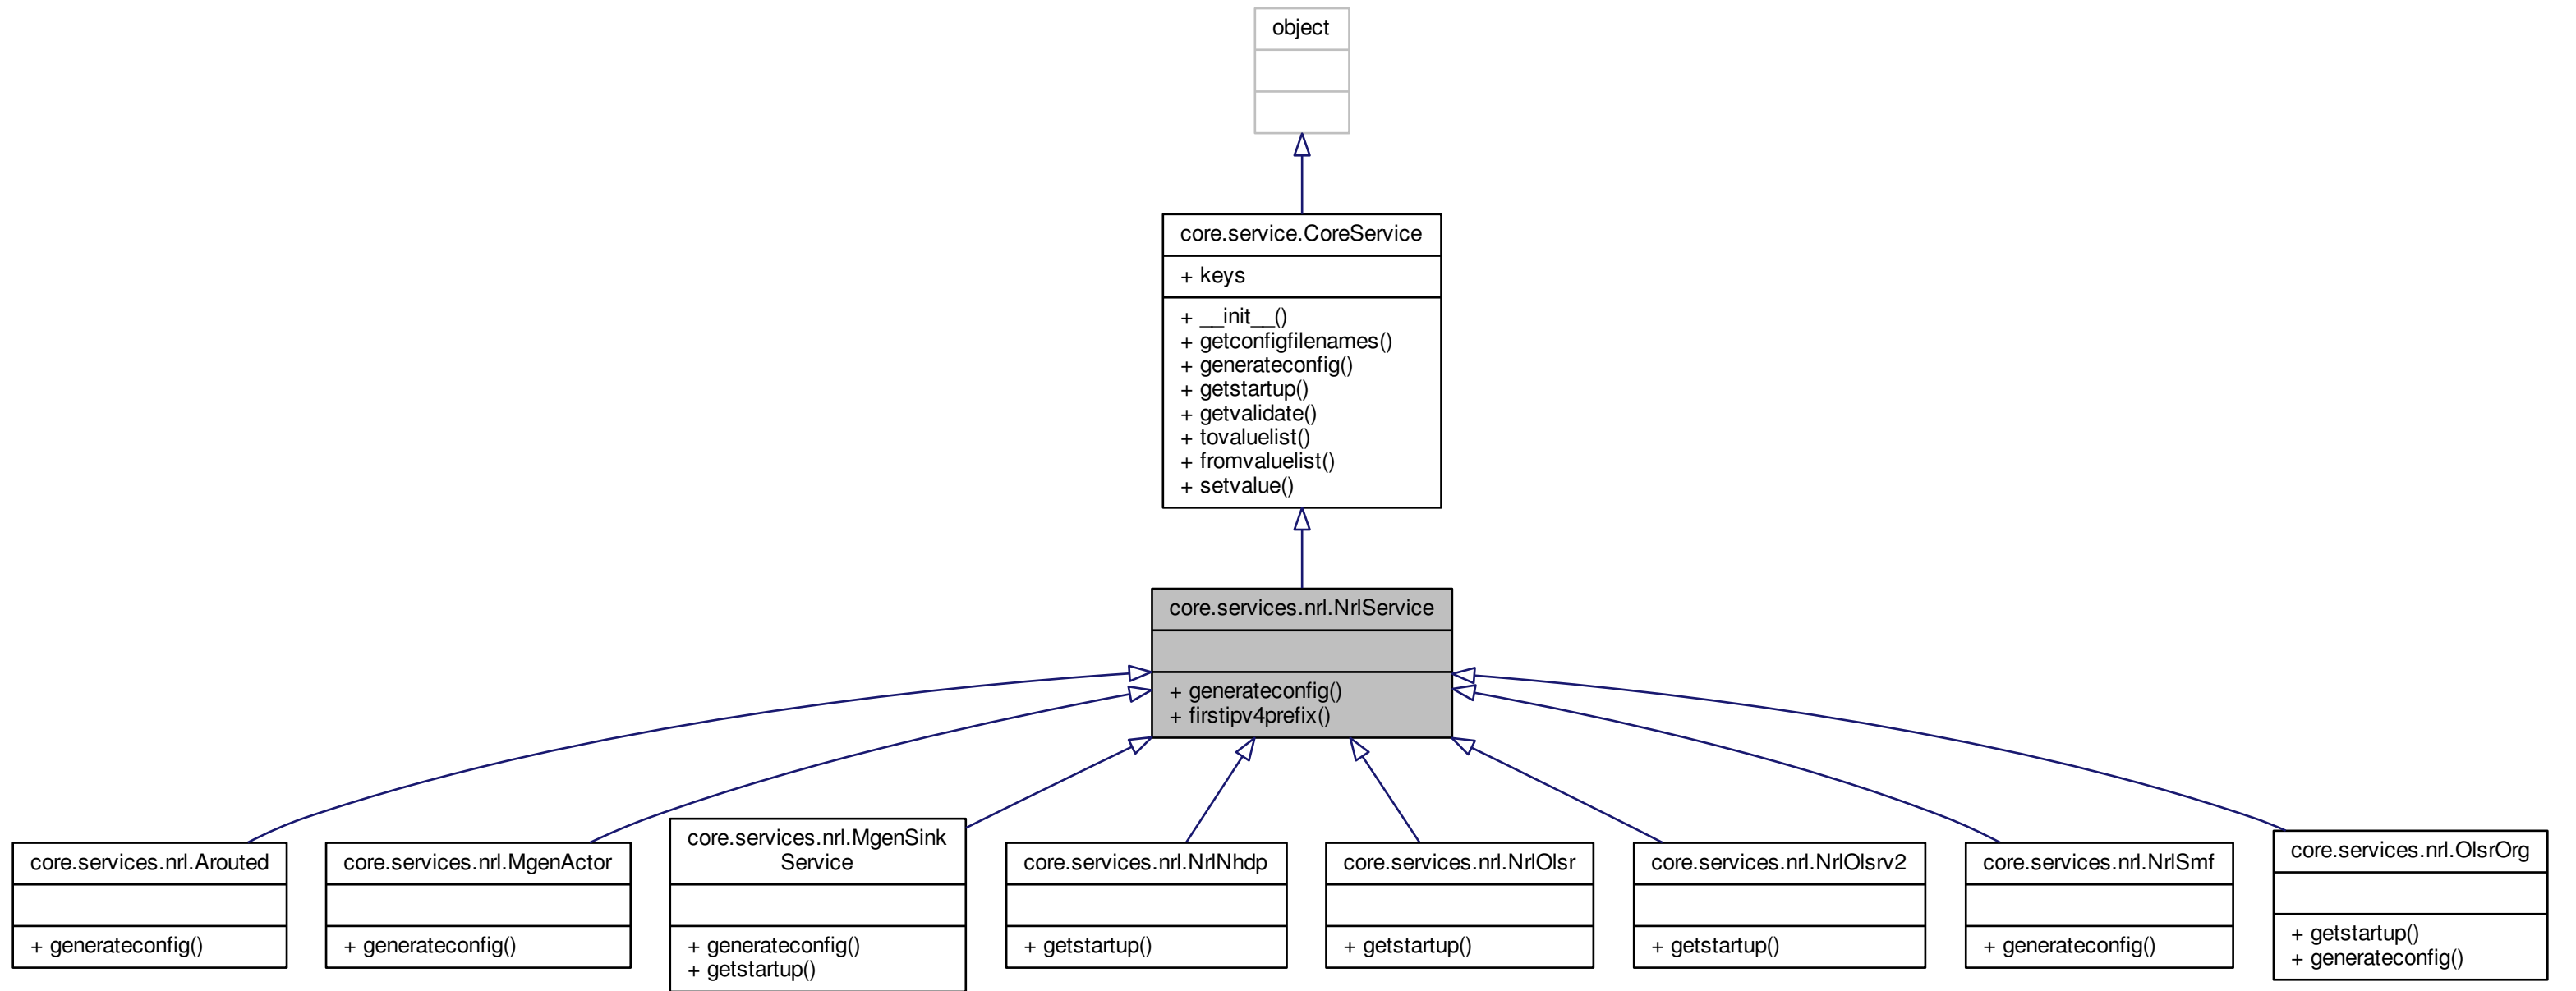 object
core.service.CoreService
+ keys
+ __init__()
+ getconfigfilenames()
+ generateconfig()
+ getstartup()
+ getvalidate()
+ tovaluelist()
+ fromvaluelist()
+ setvalue()
core.services.nrl.NrlService
+ generateconfig()
+ firstipv4prefix()
core.services.nrl.Arouted
+ generateconfig()
core.services.nrl.MgenActor
+ generateconfig()
core.services.nrl.MgenSink
Service
+ generateconfig()
+ getstartup()
core.services.nrl.NrlNhdp
+ getstartup()
core.services.nrl.NrlOlsr
+ getstartup()
core.services.nrl.NrlOlsrv2
+ getstartup()
core.services.nrl.NrlSmf
+ generateconfig()
core.services.nrl.OlsrOrg
+ getstartup()
+ generateconfig()